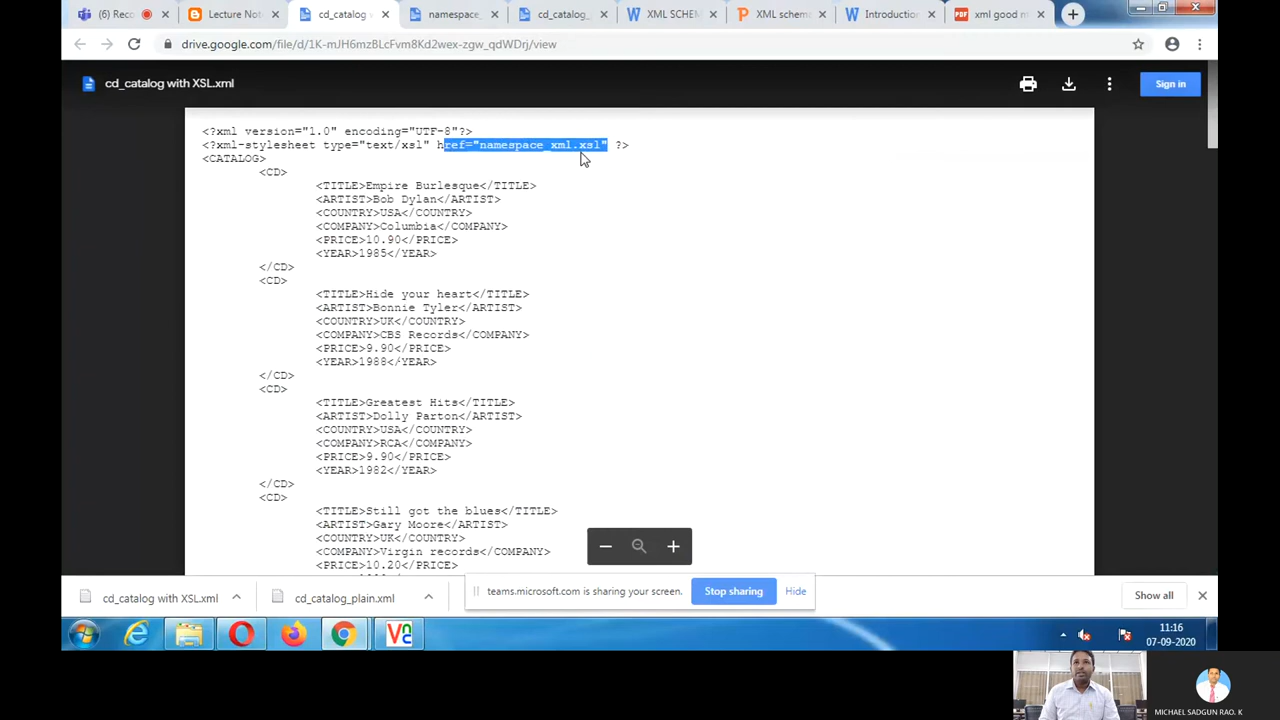 (6) Reco
Lecture Note
cd_catalog w
namespace_
cd_catalog_
XML SCHEM
XML schem
Introduction
xml good m
drive.google.com/file/d/1K-mJH6mzBLcFvm8Kd2wex-zgw_qdWDrj/view
cd_catalog with XSL.xml
Sign in
<?xml version="1.0" encoding="UTF-8"?>
<?xml-stylesheet type="text/xsl" href="namespace_xml.xsl" ?>
<CATALOG>
<CD>
<TITLE>Empire Burlesque</TITLE>
<ARTIST>Bob Dylan</ARTIST>
<COUNTRY>USA</COUNTRY>
<COMPANY>Columbia</COMPANY>
<PRICE>10.90</PRICE>
<YEAR>1985</YEAR>
</CD>
<CD>
<TITLE>Hide your heart</TITLE>
<ARTIST>Bonnie Tyler</ARTIST>
<COUNTRY>UK</COUNTRY>
<COMPANY>CBS Records</COMPANY>
<PRICE>9.90</PRICE>
<YEAR>1988</YEAR>
</CD>
<CD>
<TITLE>Greatest Hits</TITLE>
<ARTIST>Dolly Parton</ARTIST>
<COUNTRY>USA</COUNTRY>
<COMPANY>RCA</COMPANY>
<PRICE>9.90</PRICE>
<YEAR>1982</YEAR>
</CD>
<CD>
<TITLE>Still got the blues</TITLE>
<ARTIST>Gary Moore</ARTIST>
<COUNTRY>UK</COUNTRY>
<COMPANY>Virgin records</COMPANY>
<PRICE>10.20</PRICE>
teams.microsoft.com is sharing your screen.
Stop sharing
Hide
cd_catalog with XSL.xml
cd_catalog_plain.xml
Show all
11:16
07-09-2020
MICHAEL SADGUN RAO. K